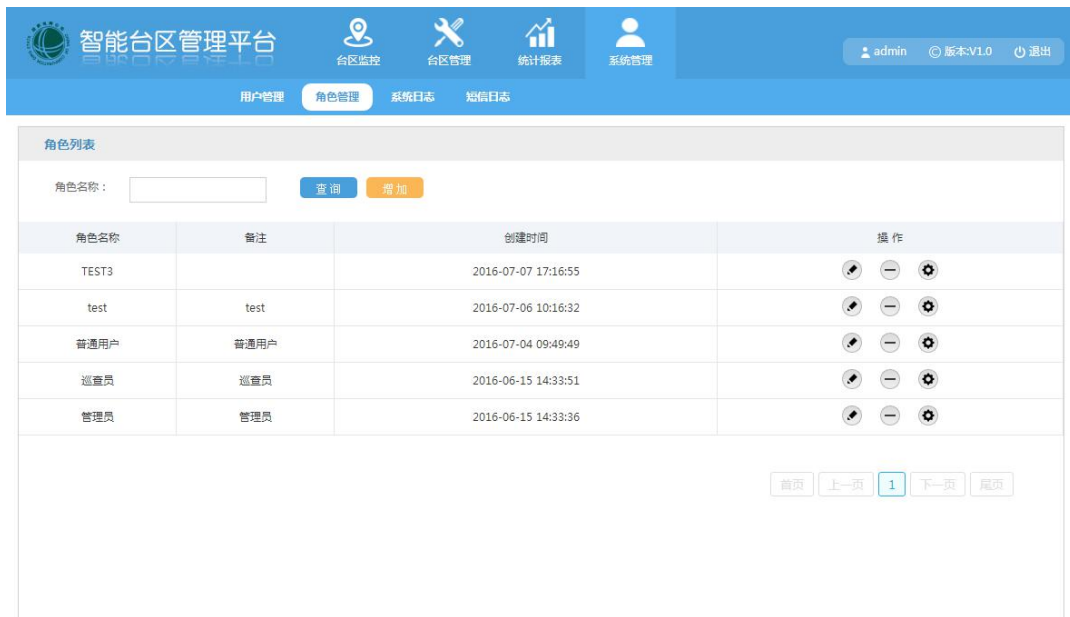 智能台区管理平台
台区监控 台区管理 统计报表 系统管理
admin ©版本:V1.0 退出
用户管理 角色管理 系统日志 短信日志
角色列表
角色名称： 查询 增加
角色名称 备注 创建时间 操作
TEST3 2016-07-07 17:16:55
test test 2016-07-06 10:16:32
普通用户 普通用户 2016-07-04 09:49:49
巡查员 巡查员 2016-06-15 14:33:51
管理员 管理员 2016-06-15 14:33:36
首页 上一页 1 下一页 尾页